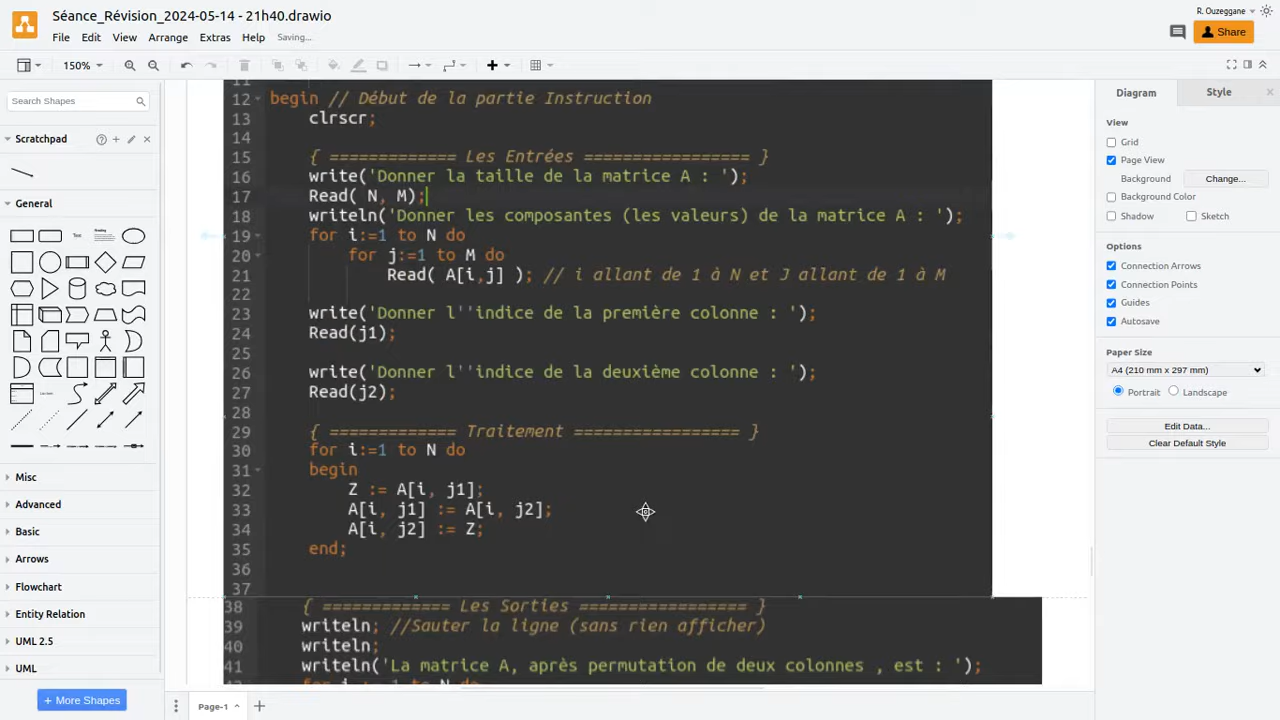 Séance_Révision_2024-05-14 - 21h40.drawio
R. Ouzeggane
File Edit View Arrange Extras Help Saving...
Share
150%
Search Shapes
Scratchpad
General
Text
Heading
Misc
Advanced
Basic
Arrows
Flowchart
Entity Relation
UML 2.5
UML
+ More Shapes
11
12 begin // Début de la partie Instruction
13 clrscr;
14
15 { ============= Les Entrées ================= }
16 write('Donner la taille de la matrice A : ');
17 Read( N, M);
18 writeln('Donner les composantes (les valeurs) de la matrice A : ');
19 for i:=1 to N do
20 for j:=1 to M do
21 Read( A[i,j] ); // i allant de 1 à N et J allant de 1 à M
22
23 write('Donner l''indice de la première colonne : ');
24 Read(j1);
25
26 write('Donner l''indice de la deuxième colonne : ');
27 Read(j2);
28
29 { ============= Traitement ================= }
30 for i:=1 to N do
31 begin
32 Z := A[i, j1];
33 A[i, j1] := A[i, j2];
34 A[i, j2] := Z;
35 end;
36
37
38 { ============= Les Sorties ================= }
39 writeln; //Sauter la ligne (sans rien afficher)
40 writeln;
41 writeln('La matrice A, après permutation de deux colonnes , est : ');
42 for i := 1 to N do
Page-1
Diagram Style
View
Grid
Page View
Background Change...
Background Color
Shadow Sketch
Options
Connection Arrows
Connection Points
Guides
Autosave
Paper Size
A4 (210 mm x 297 mm)
Portrait Landscape
Edit Data...
Clear Default Style